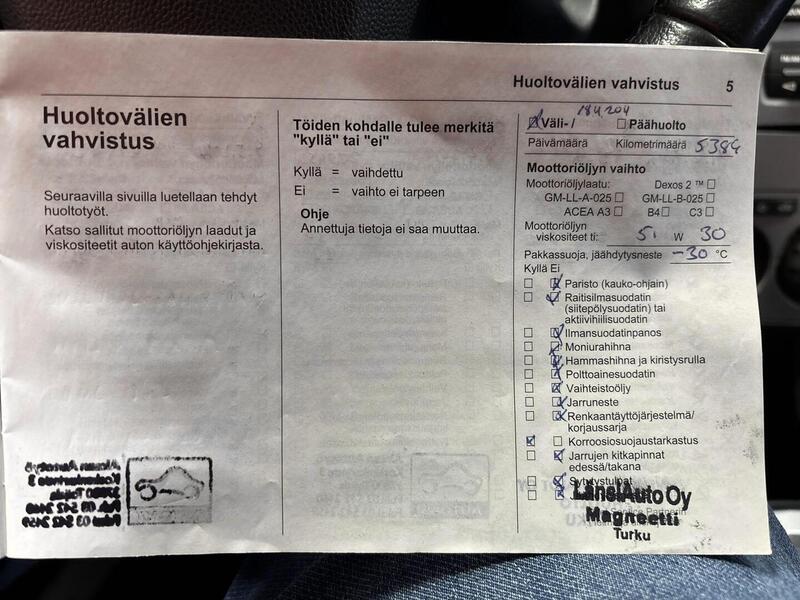 Huoltovälien vahvistus 5
Huoltovälien
vahvistus
Seuraavilla sivuilla luetellaan tehdyt
huoltotyöt.
Katso sallitut moottoriöljyn laadut ja
viskositeetit auton käyttöohjekirjasta.
Töiden kohdalle tulee merkitä
"kyllä" tai "ei"
Kyllä = vaihdettu
Ei = vaihto ei tarpeen
Ohje
Annettuja tietoja ei saa muuttaa.
Väli- / Päähuolto
Päivämäärä Kilometrimäärä 5384
Moottoriöljyn vaihto
Moottoriöljylaatu: Dexos 2 ™
GM-LL-A-025 GM-LL-B-025
ACEA A3 B4 C3
Moottoriöljyn
viskositeetti: 5 W 30
Pakkassuoja, jäähdytysneste -30 °C
Kyllä Ei
Paristo (kauko-ohjain)
Raitisilmasuodatin
(siitepölysuodatin) tai
aktiivihiilisuodatin
Ilmansuodatinpanos
Moniurahihna
Hammashihna ja kiristysrulla
Polttoainesuodatin
Vaihteistoöljy
Jarruneste
Renkaantäyttöjärjestelmä/
korjaussarja
Korroosiosuojaustarkastus
Jarrujen kitkapinnat
edessä/takana
Sytytystulpat
LänsiAuto Oy
Magneetti
Turku